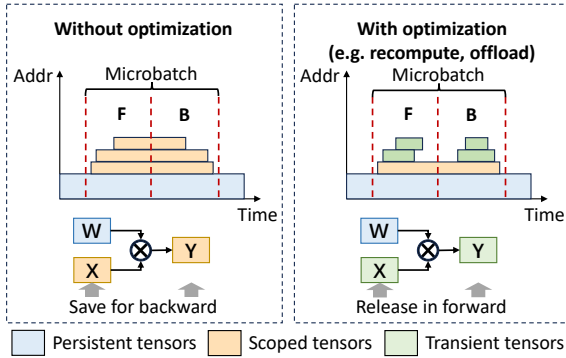 Without optimization
Addr
Microbatch
F
B
Time
W
X
Y
Save for backward
With optimization
(e.g. recompute, offload)
Addr
Microbatch
F
B
Time
W
X
Y
Release in forward
Persistent tensors
Scoped tensors
Transient tensors